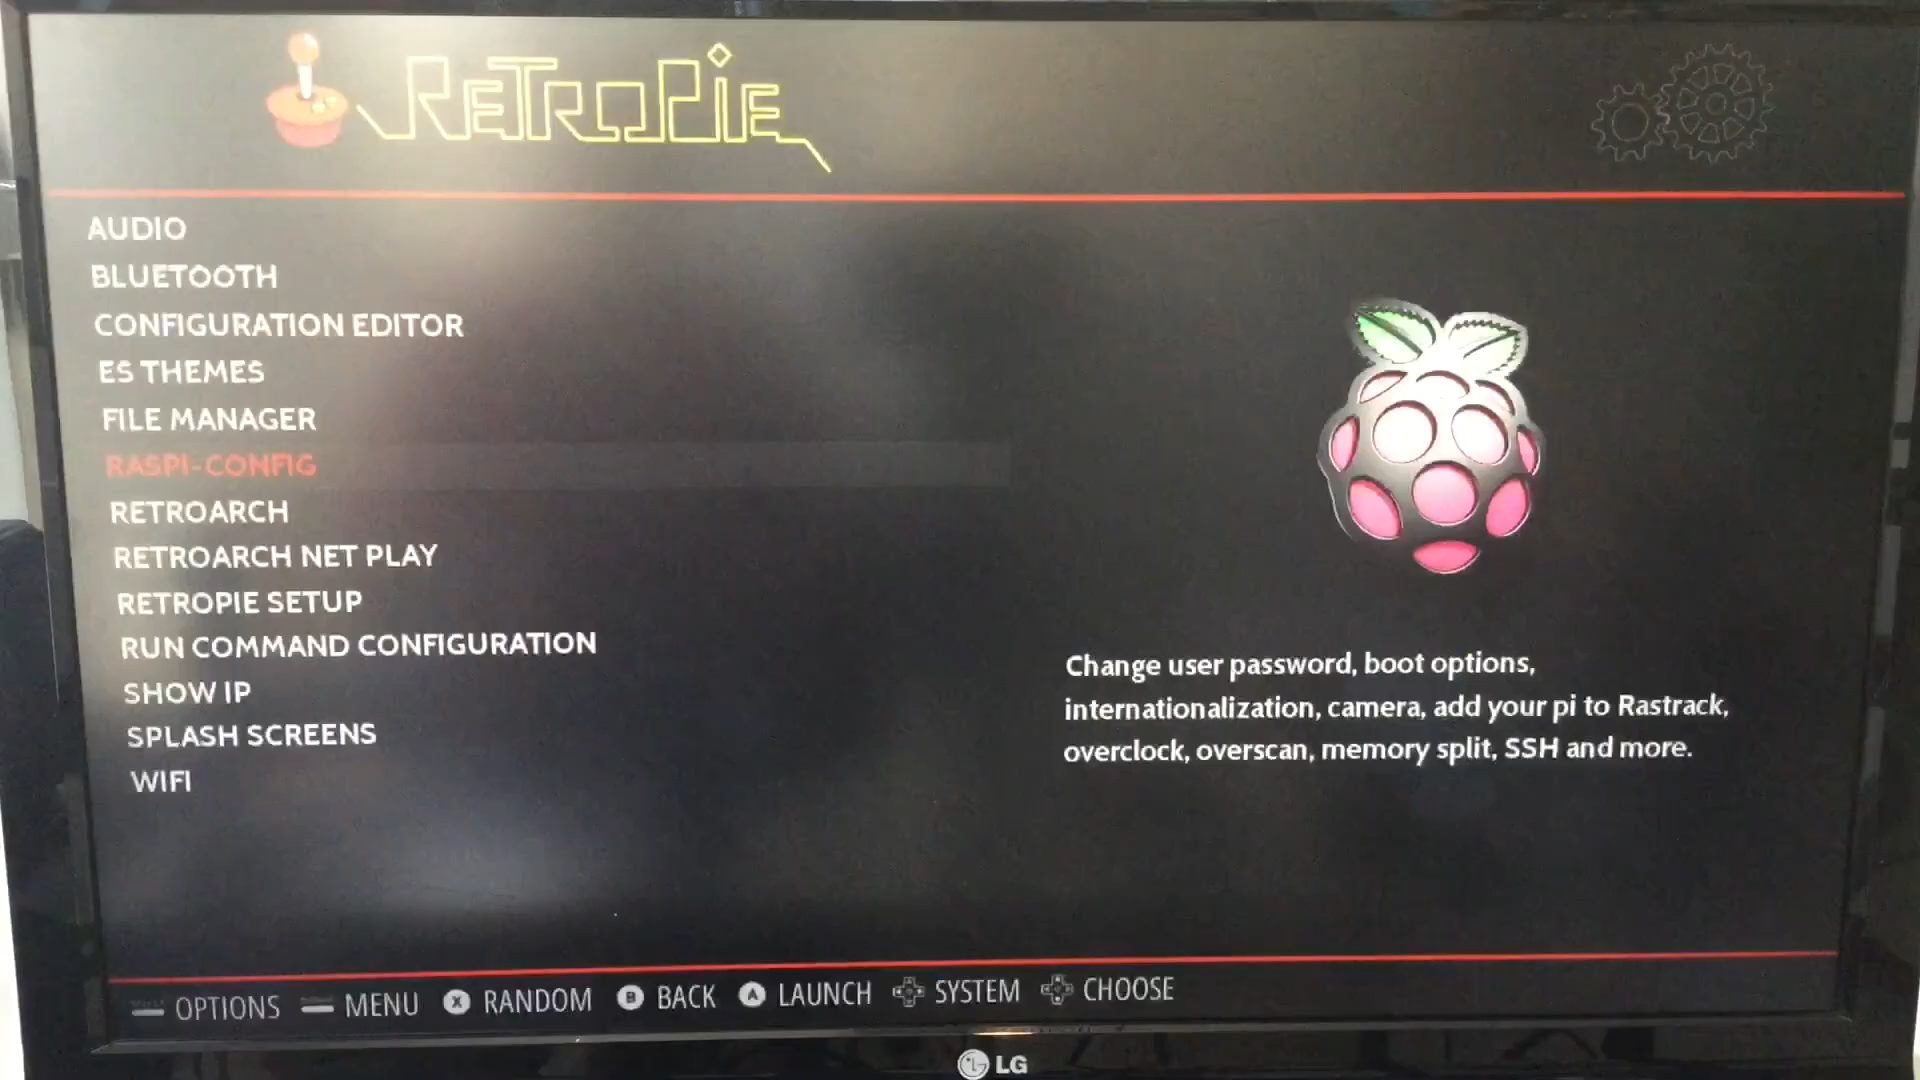 RETROPIE
AUDIO
BLUETOOTH
CONFIGURATION EDITOR
ES THEMES
FILE MANAGER
RASPI-CONFIG
RETROARCH
RETROARCH NET PLAY
RETROPIE SETUP
RUN COMMAND CONFIGURATION
SHOW IP
SPLASH SCREENS
WIFI
Change user password, boot options,
internationalization, camera, add your pi to Rastrack,
overclock, overscan, memory split, SSH and more.
OPTIONS MENU X RANDOM B BACK A LAUNCH SYSTEM CHOOSE
LG